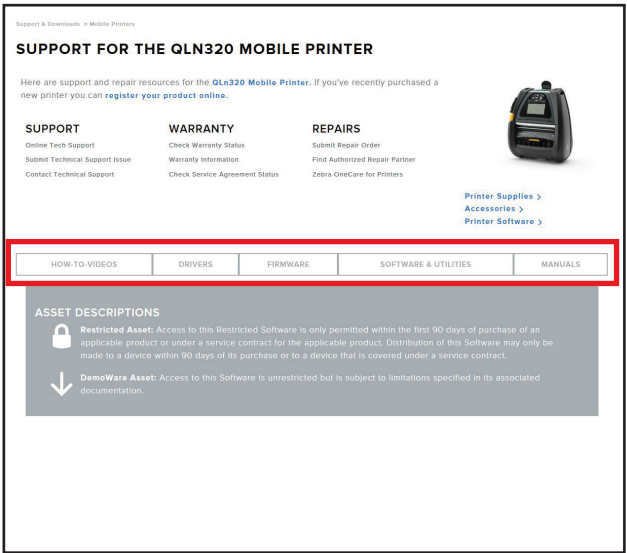 Support & Downloads > Mobile Printers
SUPPORT FOR THE QLN320 MOBILE PRINTER
Here are support and repair resources for the QLn320 Mobile Printer. If you've recently purchased a
new printer you can register your product online.
SUPPORT
Online Tech Support
Submit Technical Support Issue
Contact Technical Support
WARRANTY
Check Warranty Status
Warranty Information
Check Service Agreement Status
REPAIRS
Submit Repair Order
Find Authorized Repair Partner
Zebra OneCare for Printers
Printer Supplies >
Accessories >
Printer Software >
HOW-TO-VIDEOS DRIVERS FIRMWARE SOFTWARE & UTILITIES MANUALS
ASSET DESCRIPTIONS
Restricted Asset: Access to this Restricted Software is only permitted within the first 90 days of purchase of an
applicable product or under a service contract for the applicable product. Distribution of this Software may only be
made to a device within 90 days of its purchase or to a device that is covered under a service contract.
DemoWare Asset: Access to this Software is unrestricted but is subject to limitations specified in its associated
documentation.